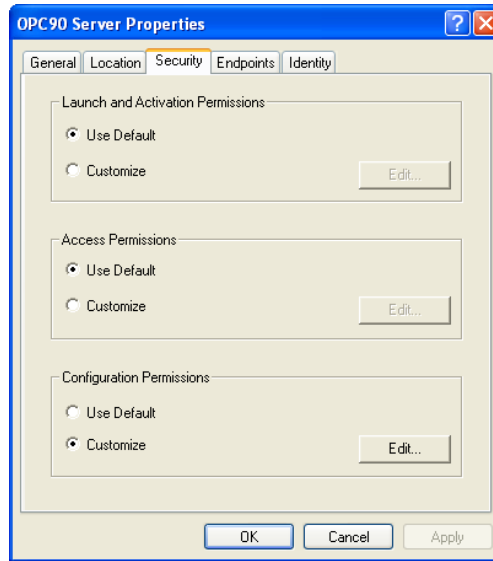 OPC90 Server Properties
General Location Security Endpoints Identity
Launch and Activation Permissions
Use Default
Customize Edit...
Access Permissions
Use Default
Customize Edit...
Configuration Permissions
Use Default
Customize Edit...
OK Cancel Apply